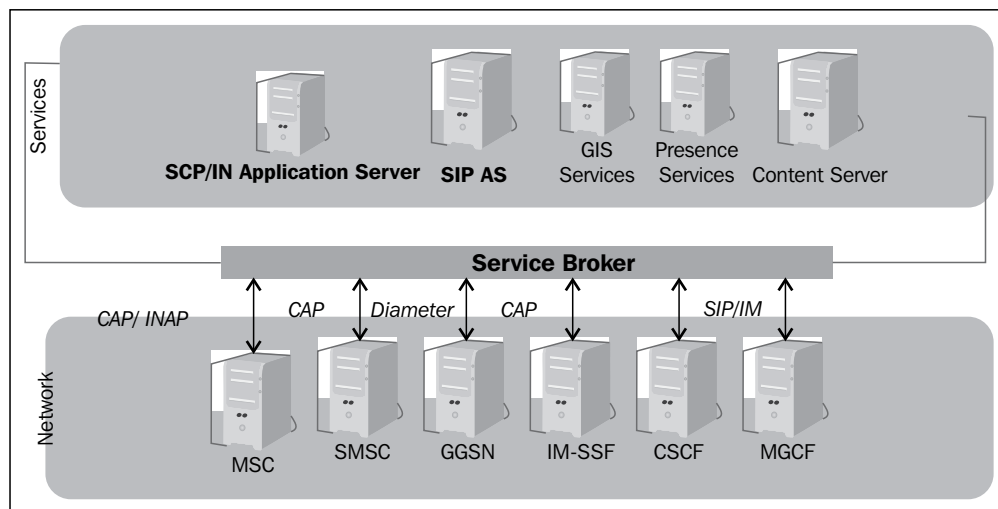 Services
SCP/IN Application Server
SIP AS
GIS
Services
Presence
Services
Content Server
Service Broker
CAP/ INAP
CAP
Diameter
CAP
SIP/IM
Network
MSC
SMSC
GGSN
IM-SSF
CSCF
MGCF